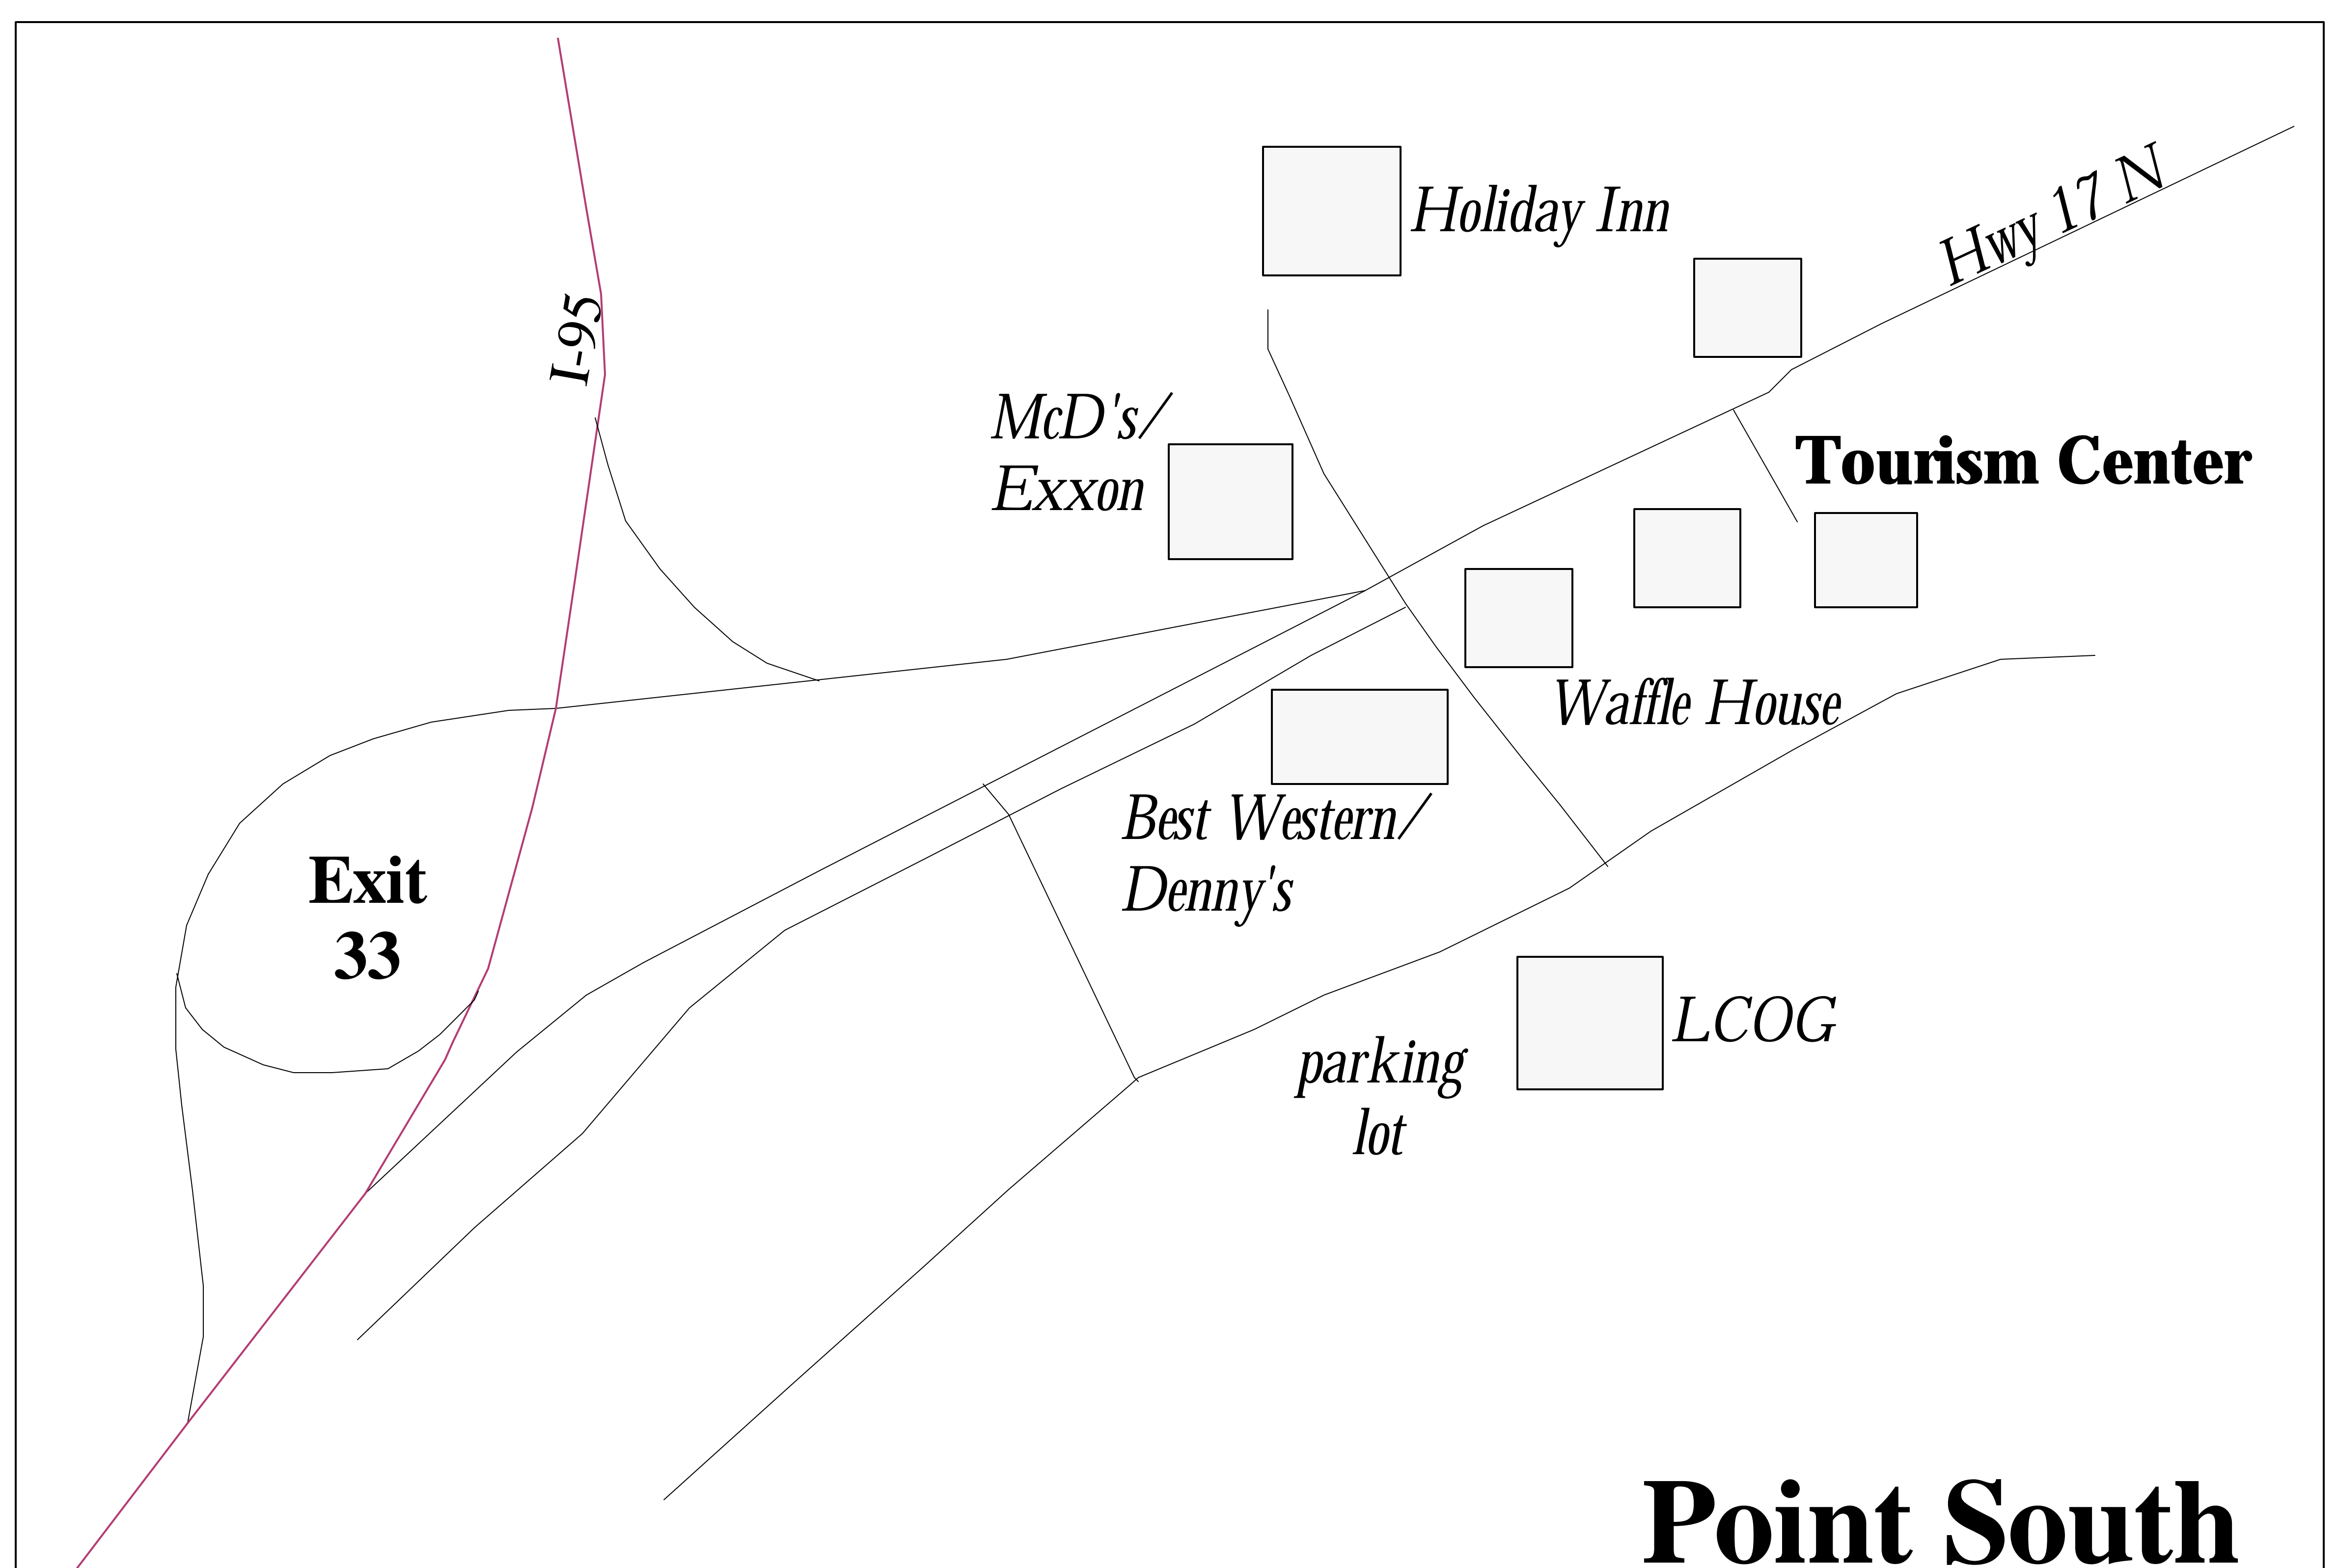 Hwy 17 N
Holiday Inn
I-95
McD's/
Exxon
Tourism Center
Waffle House
Best Western/
Denny's
Exit
33
LCOG
parking
lot
Point South